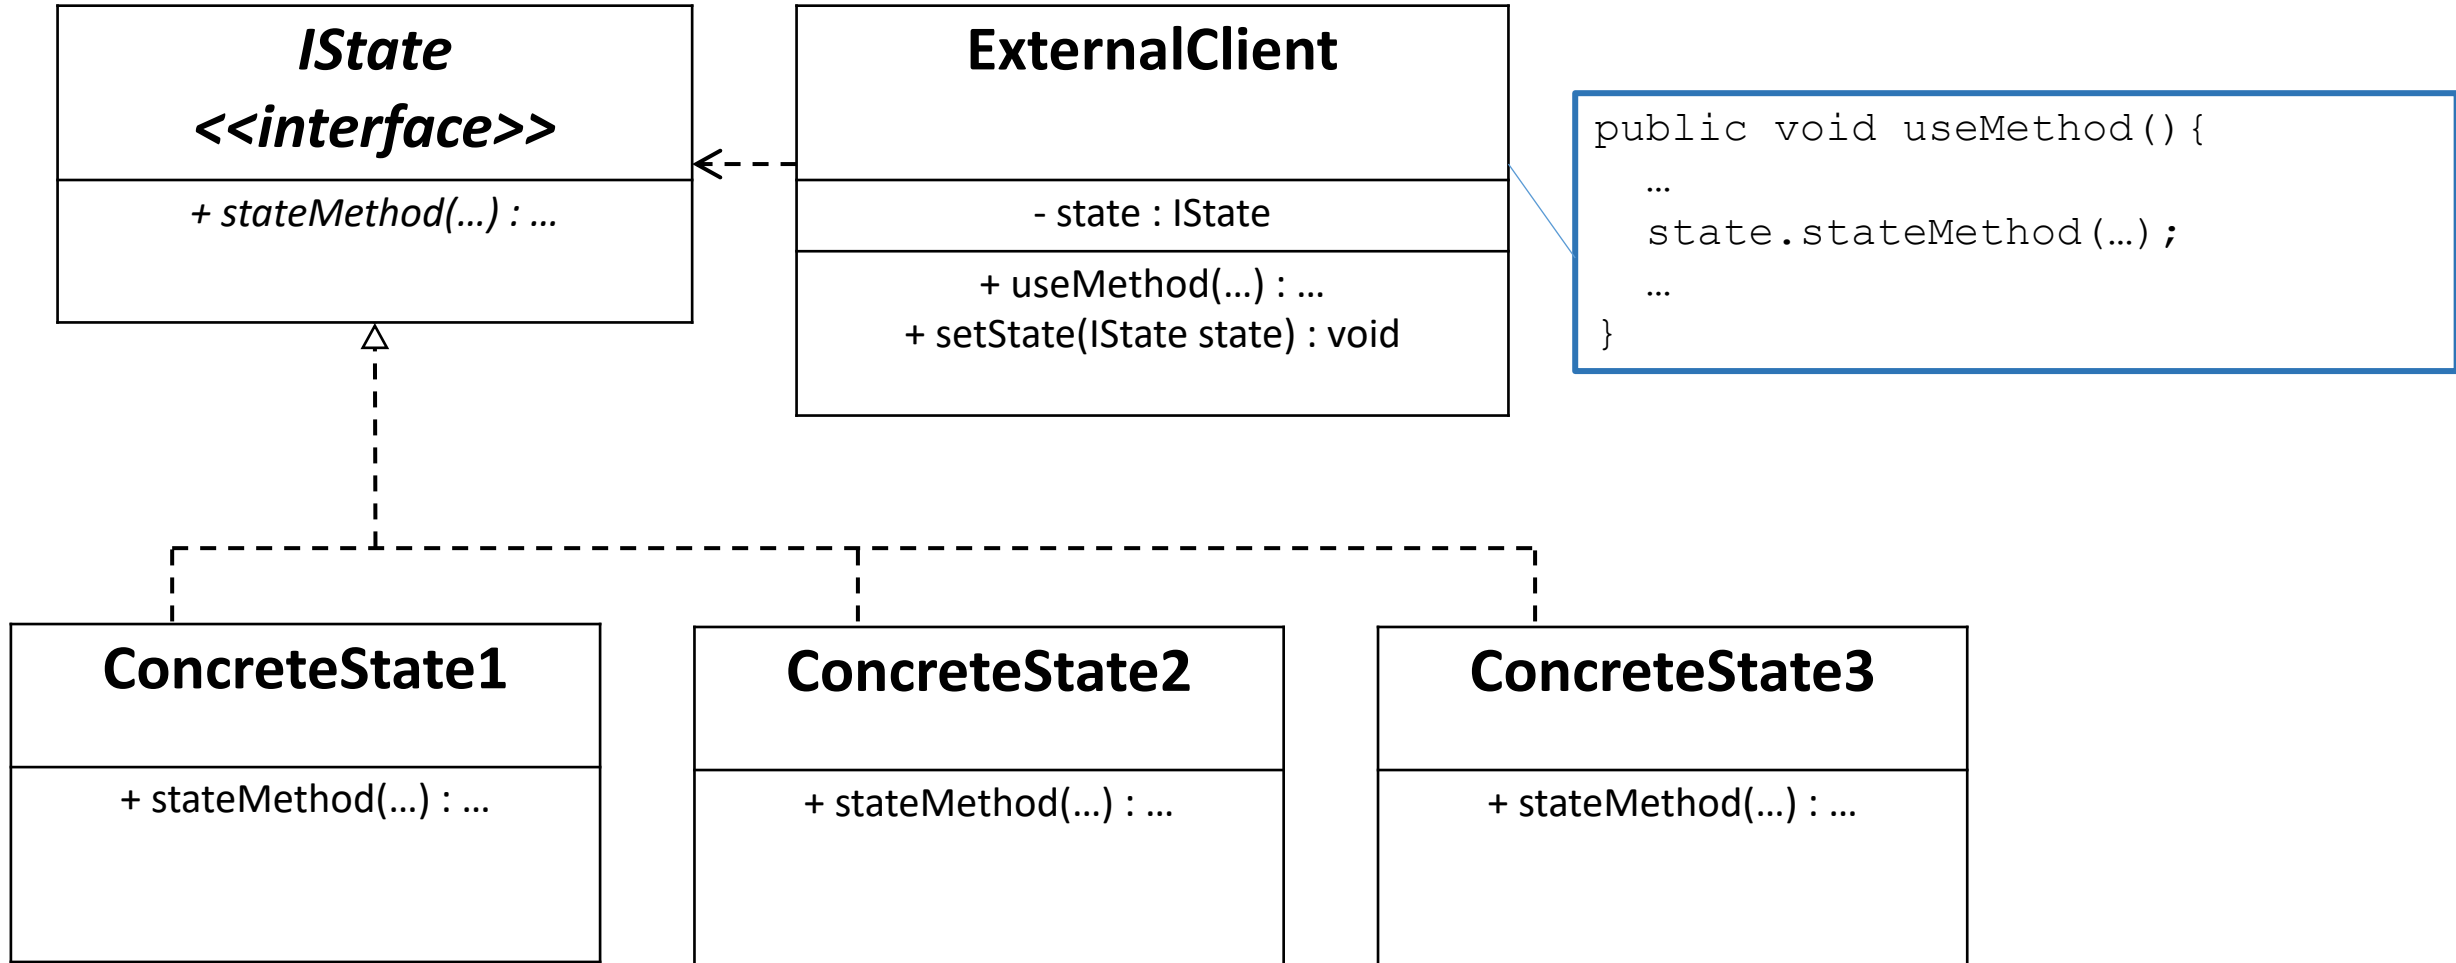 IState
<<interface>>
+ stateMethod(…) : …
ExternalClient
- state : IState
+ useMethod(…) : …
+ setState(IState state) : void
public void useMethod(){
…
state.stateMethod(…);
…
}
ConcreteState1
+ stateMethod(…) : …
ConcreteState2
+ stateMethod(…) : …
ConcreteState3
+ stateMethod(…) : …